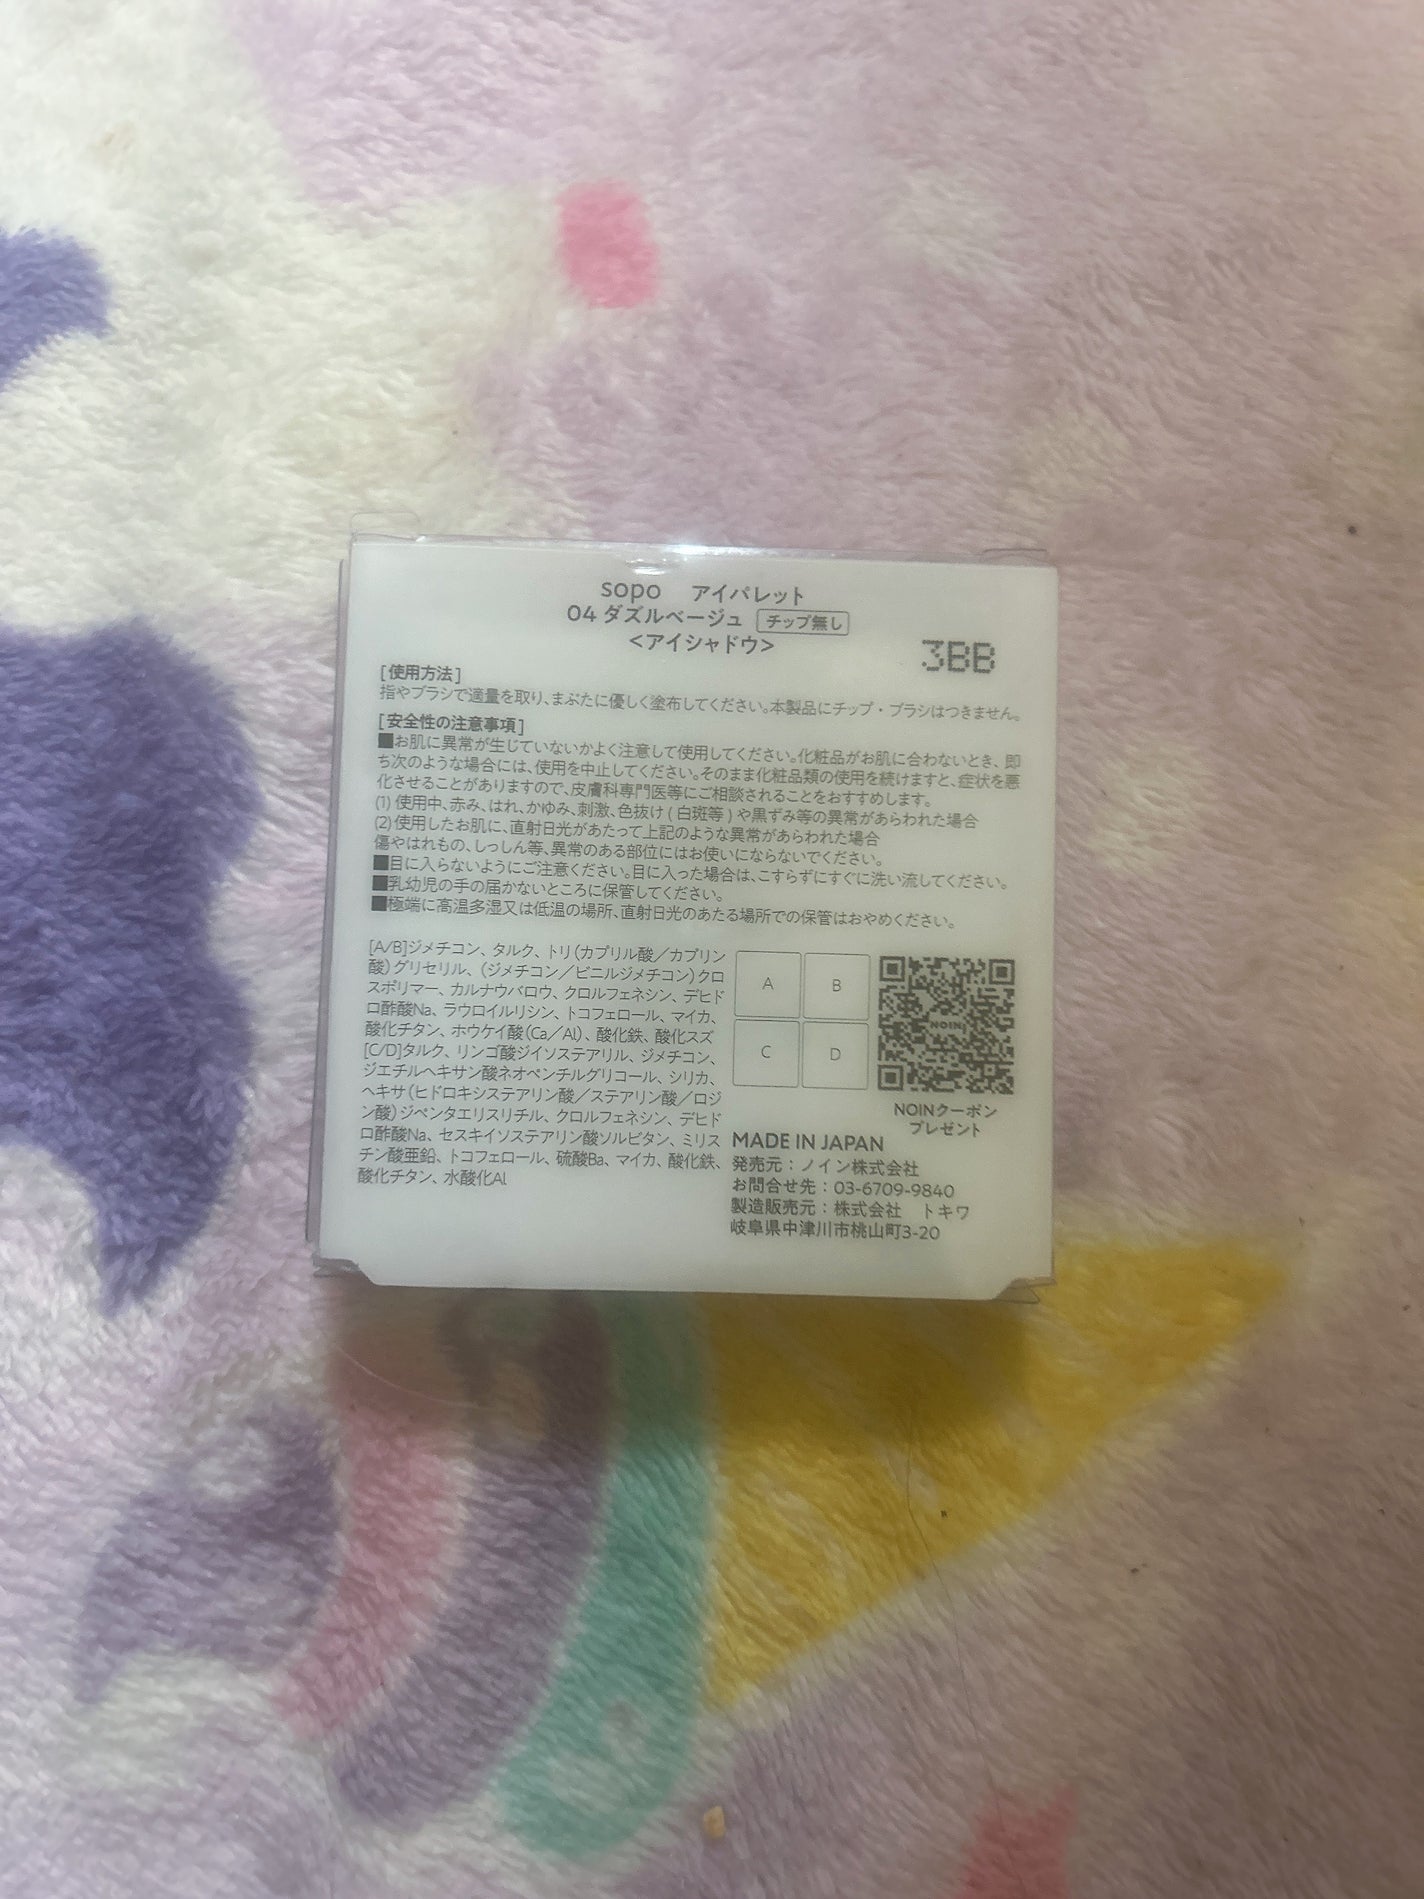 sopo アイパレット
04 ダズルベージュ チップ無し
<アイシャドウ>
3BB
[使用方法]
指やブラシで適量を取り、まぶたに優しく塗布してください。本製品にチップ・ブラシはつきません。
[安全性の注意事項]
■お肌に異常が生じていないかよく注意して使用してください。化粧品がお肌に合わないとき、即
ち次のような場合には、使用を中止してください。そのまま化粧品類の使用を続けますと、症状を悪
化させることがありますので、皮膚科専門医等にご相談されることをおすすめします。
(1) 使用中、赤み、はれ、かゆみ、刺激、色抜け ( 白斑等 ) や黒ずみ等の異常があらわれた場合
(2) 使用したお肌に、直射日光があたって上記のような異常があらわれた場合
傷やはれもの、しっしん等、異常のある部位にはお使いにならないでください。
■目に入らないようにご注意ください。目に入った場合は、こすらずにすぐに洗い流してください。
■乳幼児の手の届かないところに保管してください。
■極端に高温多湿又は低温の場所、直射日光のあたる場所での保管はおやめください。
[A/B]ジメチコン、タルク、トリ(カプリル酸／カプリン
酸)グリセリル、(ジメチコン／ビニルジメチコン)クロ
スポリマー、カルナウバロウ、クロルフェネシン、デヒド
ロ酢酸Na、ラウロイルリシン、トコフェロール、マイカ、
酸化チタン、ホウケイ酸(Ca／Al)、酸化鉄、酸化スズ
[C/D]タルク、リンゴ酸ジイソステアリル、ジメチコン、
ジエチルヘキサン酸ネオペンチルグリコール、シリカ、
ヘキサ(ヒドロキシステアリン酸／ステアリン酸／ロジ
ン酸)ジペンタエリスリチル、クロルフェネシン、デヒド
ロ酢酸Na、セスキイソステアリン酸ソルビタン、ミリス
チン酸亜鉛、トコフェロール、硫酸Ba、マイカ、酸化鉄、
酸化チタン、水酸化Al
A B
C D
NOIN
NOINクーポン
プレゼント
MADE IN JAPAN
発売元：ノイン株式会社
お問合せ先：03-6709-9840
製造販売元：株式会社 トキワ
岐阜県中津川市桃山町3-20